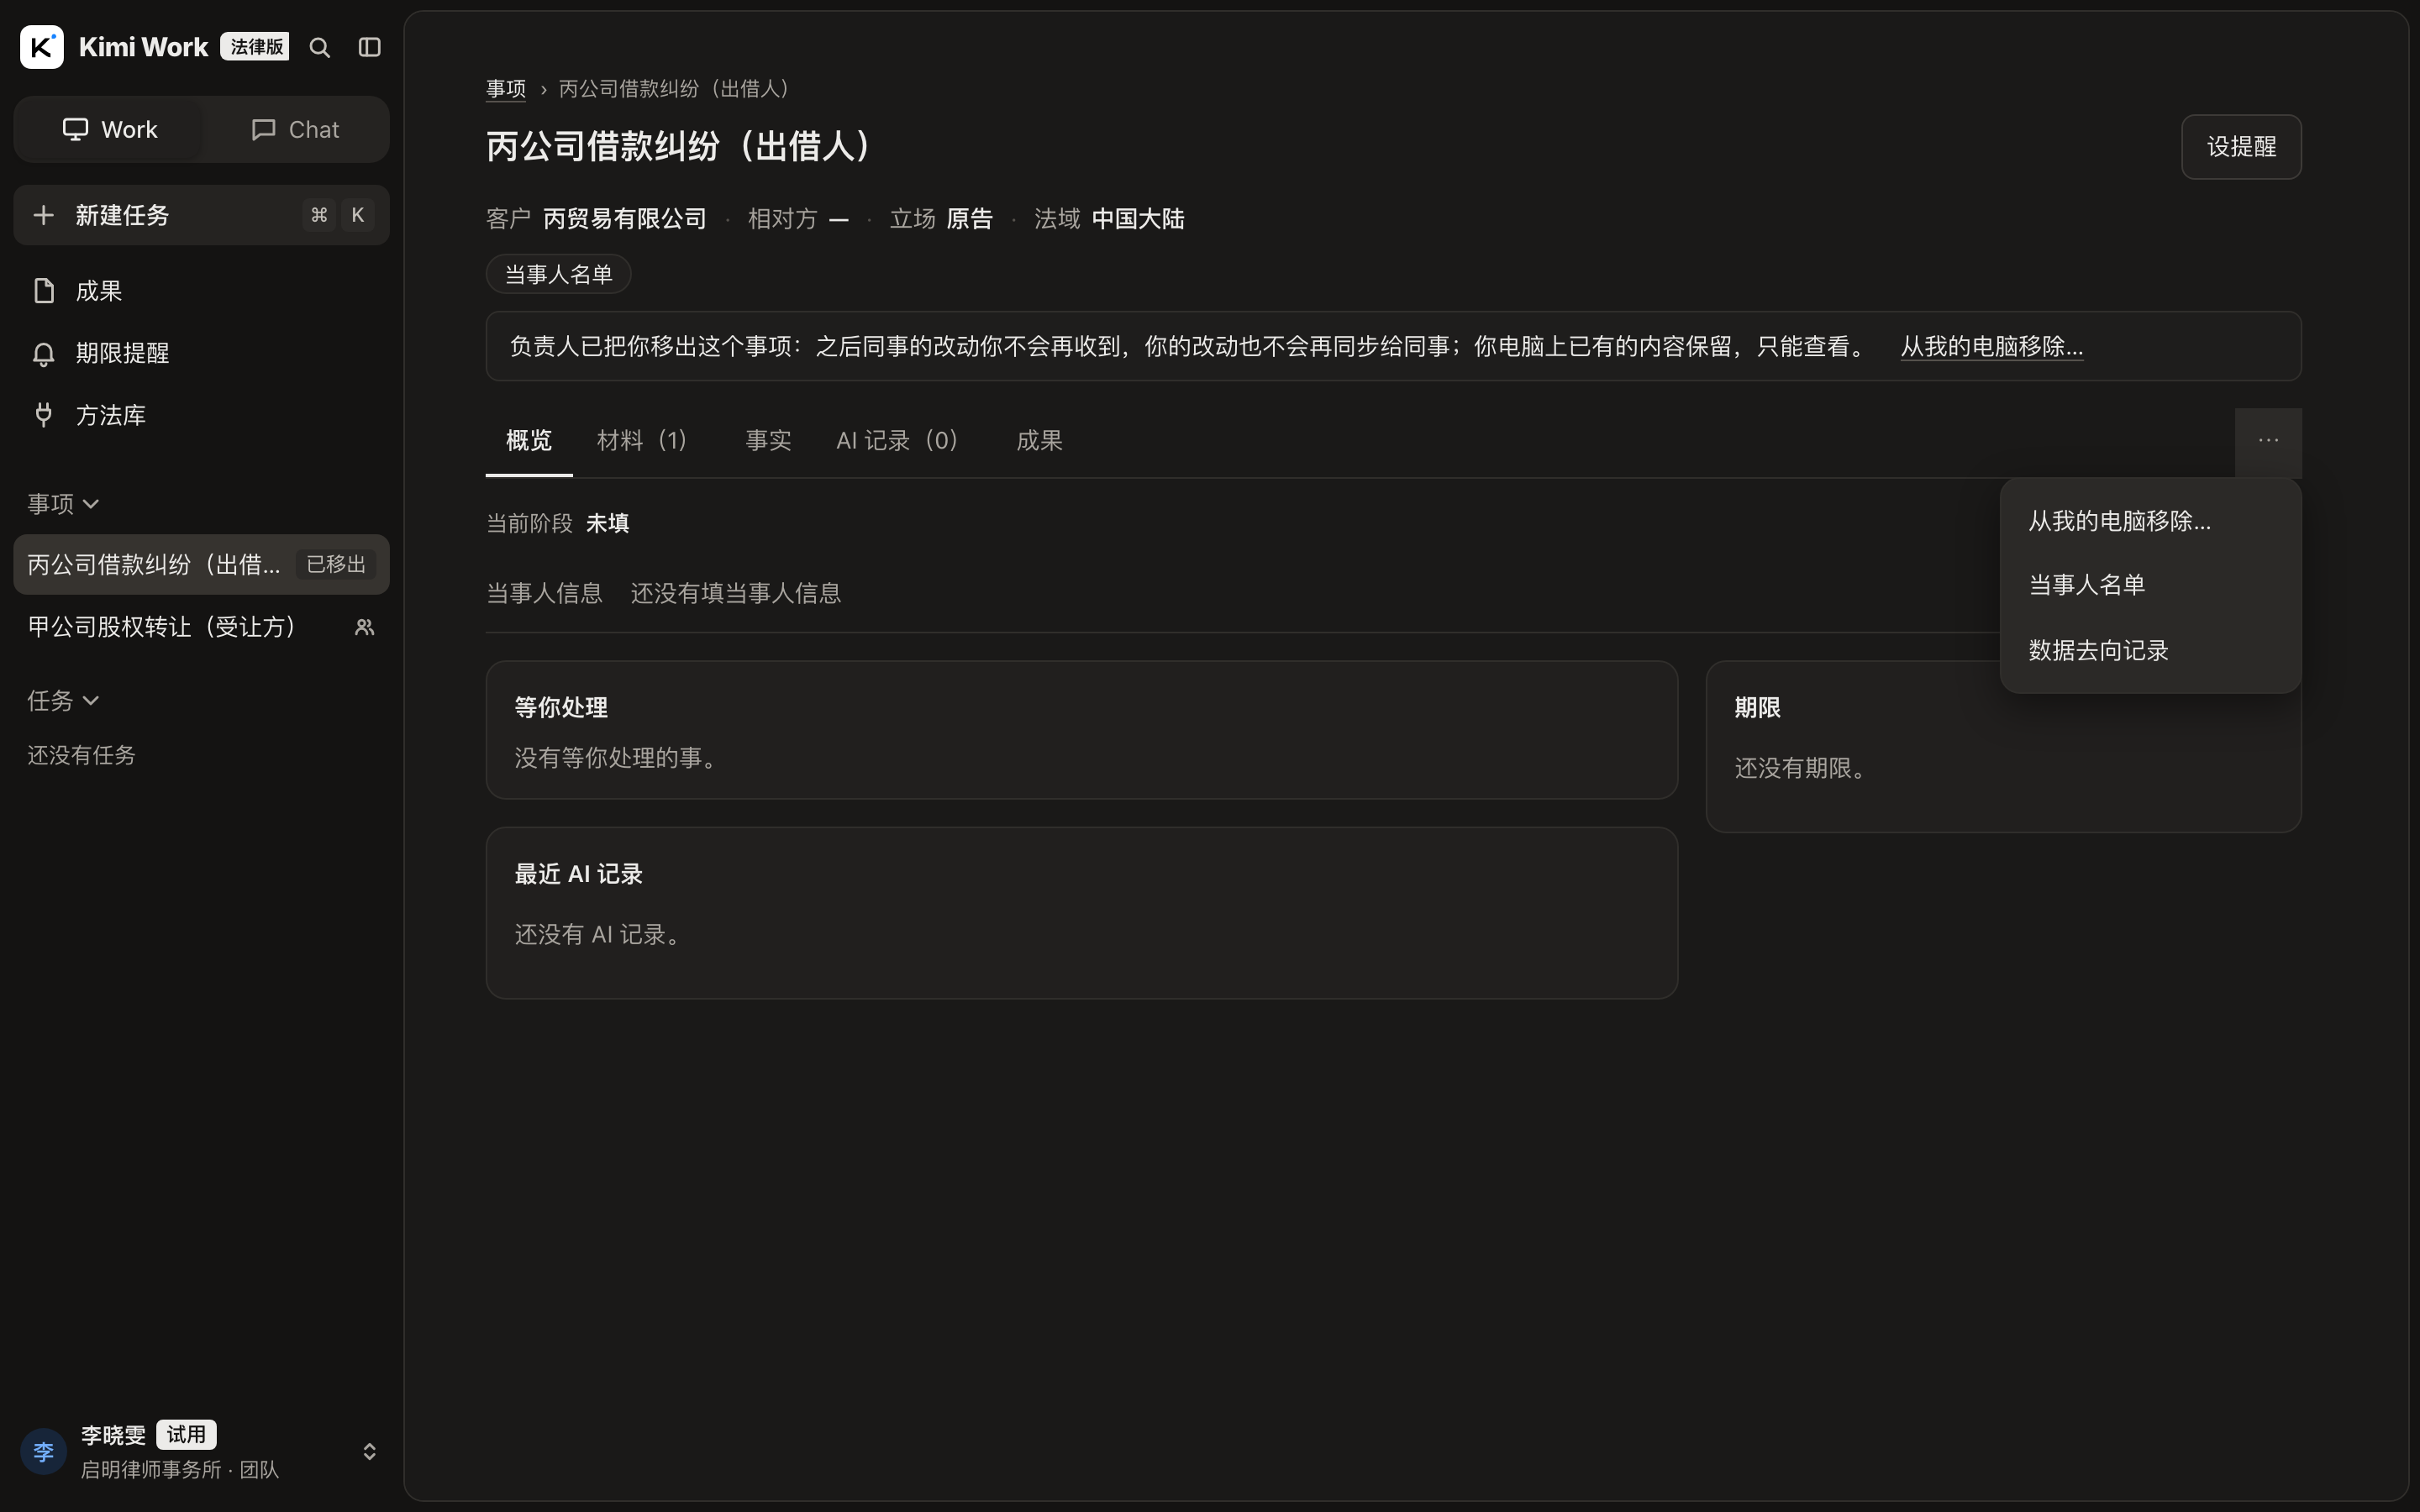 Kimi Work 法律版
Work
Chat
新建任务 ⌘ K
成果
期限提醒
方法库
事项
丙公司借款纠纷（出借... 已移出
甲公司股权转让（受让方）
任务
还没有任务
李 李晓雯 试用
启明律师事务所 · 团队
事项 › 丙公司借款纠纷（出借人）
丙公司借款纠纷（出借人）
设提醒
客户 丙贸易有限公司 · 相对方 — · 立场 原告 · 法域 中国大陆
当事人名单
负责人已把你移出这个事项：之后同事的改动你不会再收到，你的改动也不会再同步给同事；你电脑上已有的内容保留，只能查看。 从我的电脑移除...
概览 材料（1） 事实 AI 记录（0） 成果 ...
从我的电脑移除...
当事人名单
数据去向记录
当前阶段 未填
当事人信息 还没有填当事人信息
等你处理
没有等你处理的事。
期限
还没有期限。
最近 AI 记录
还没有 AI 记录。